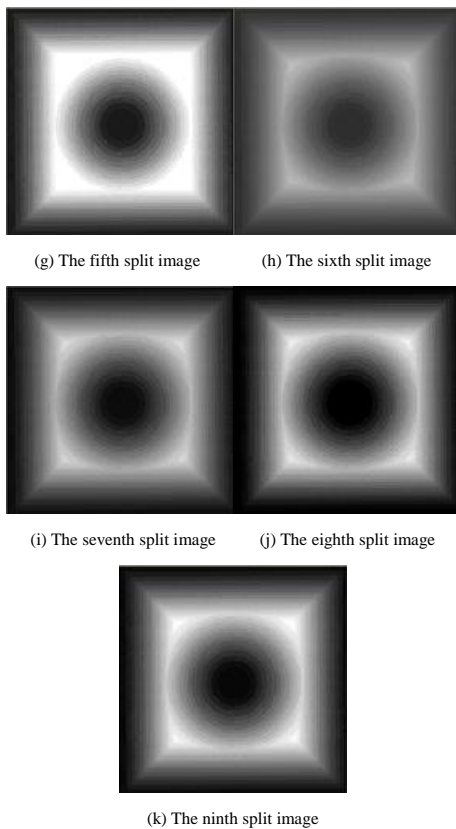 (g) The fifth split image (h) The sixth split image
(i) The seventh split image (j) The eighth split image
(k) The ninth split image